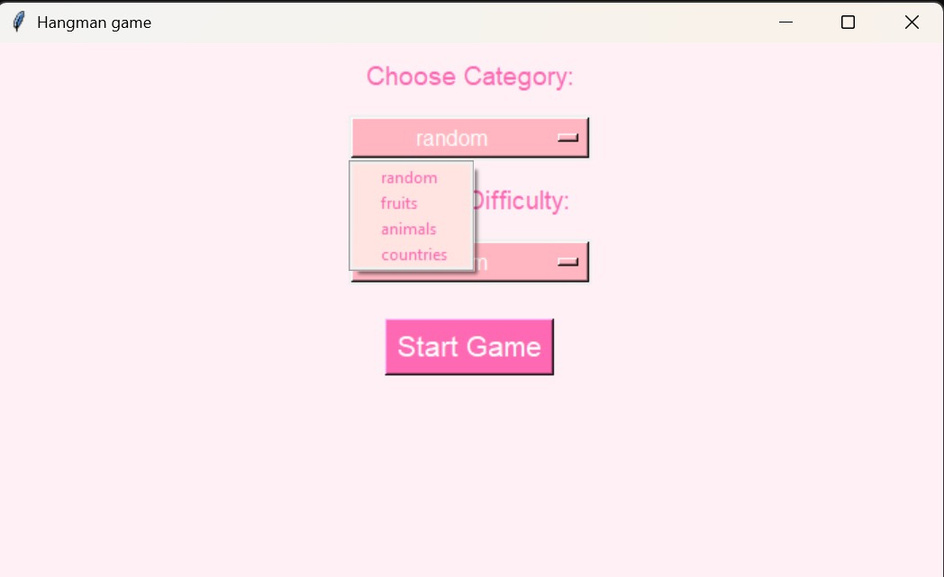 Hangman game
Choose Category:
random
random
fruits
Difficulty:
animals
countries
Start Game